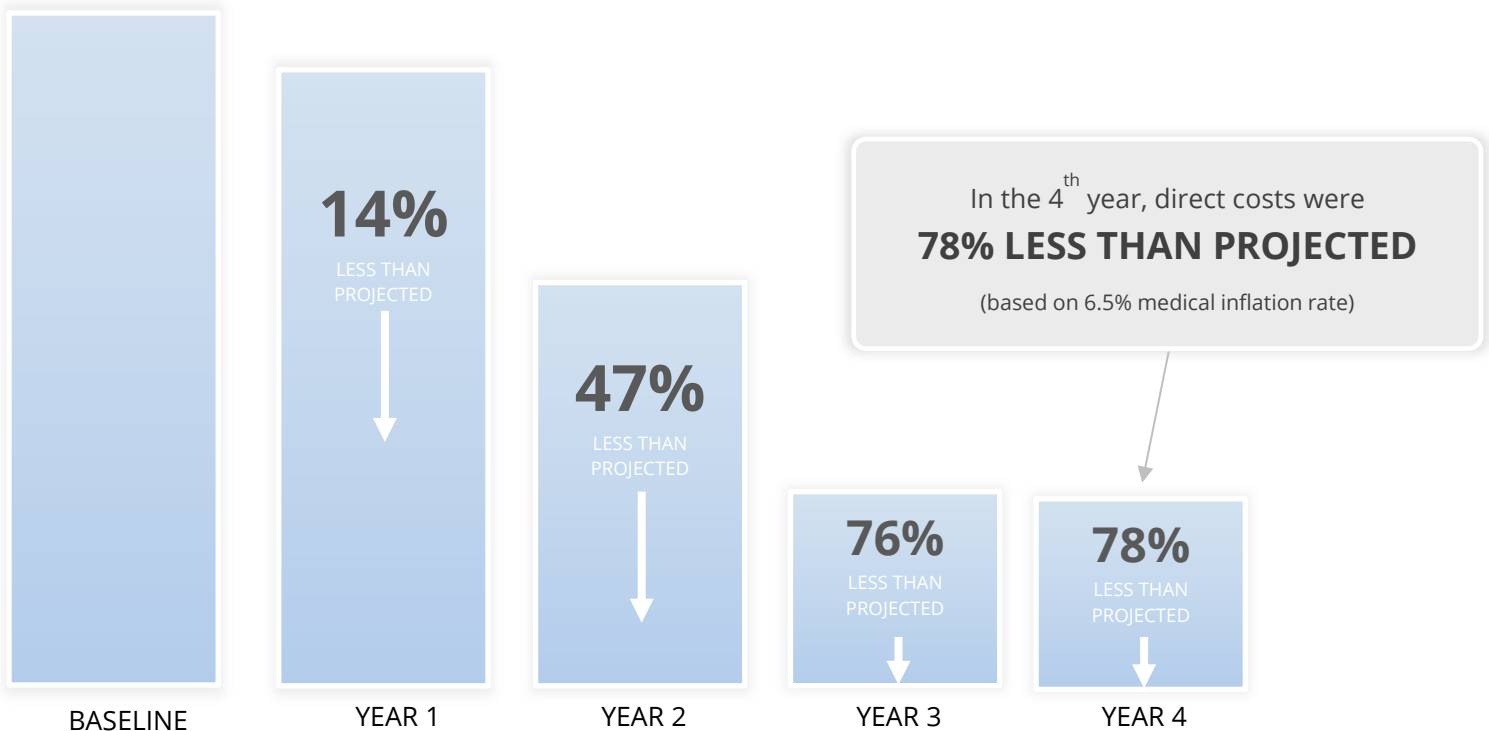 14%
LESS THAN
PROJECTED
47%
LESS THAN
PROJECTED
76%
LESS THAN
PROJECTED
78%
LESS THAN
PROJECTED
In the 4th year, direct costs were
78% LESS THAN PROJECTED
(based on 6.5% medical inflation rate)
BASELINE
YEAR 1
YEAR 2
YEAR 3
YEAR 4